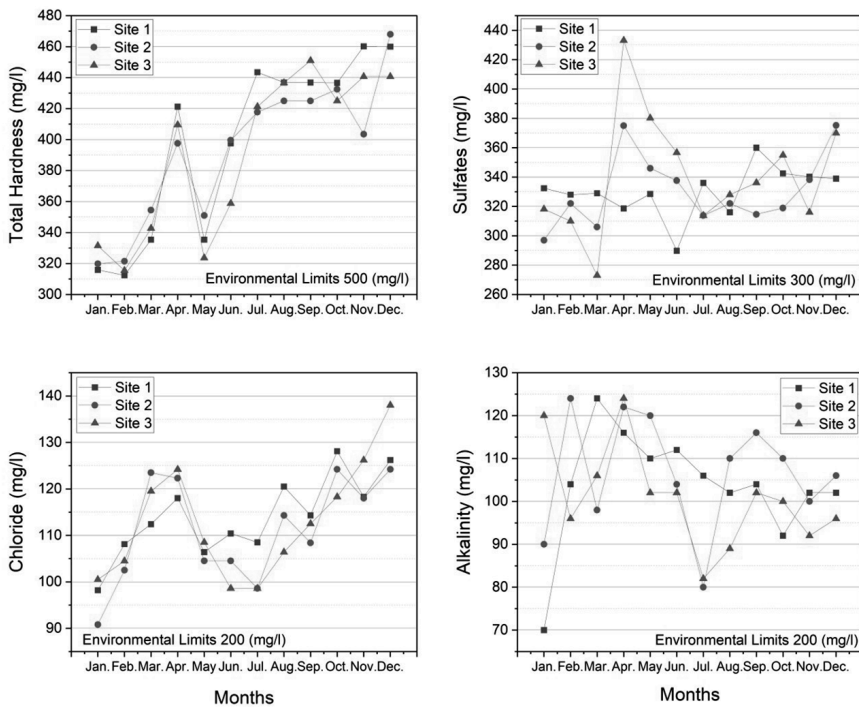 Total Hardness (mg/l)
480
460
440
420
400
380
360
340
320
300
Site 1
Site 2
Site 3
Environmental Limits 500 (mg/l)
Jan. Feb. Mar. Apr. May Jun. Jul. Aug. Sep. Oct. Nov. Dec.
Sulfates (mg/l)
460
440
420
400
380
360
340
320
300
280
260
Site 1
Site 2
Site 3
Environmental Limits 300 (mg/l)
Jan. Feb. Mar. Apr. May. Jun. Jul. Aug. Sep. Oct. Nov. Dec.
Chloride (mg/l)
140
130
120
110
100
90
Site 1
Site 2
Site 3
Environmental Limits 200 (mg/l)
Jan. Feb. Mar. Apr. May Jun. Jul. Aug. Sep. Oct. Nov. Dec.
Months
Alkalinity (mg/l)
130
120
110
100
90
80
70
Site 1
Site 2
Site 3
Environmental Limits 200 (mg/l)
Jan. Feb. Mar. Apr. May. Jun. Jul. Aug. Sep. Oct. Nov. Dec.
Months